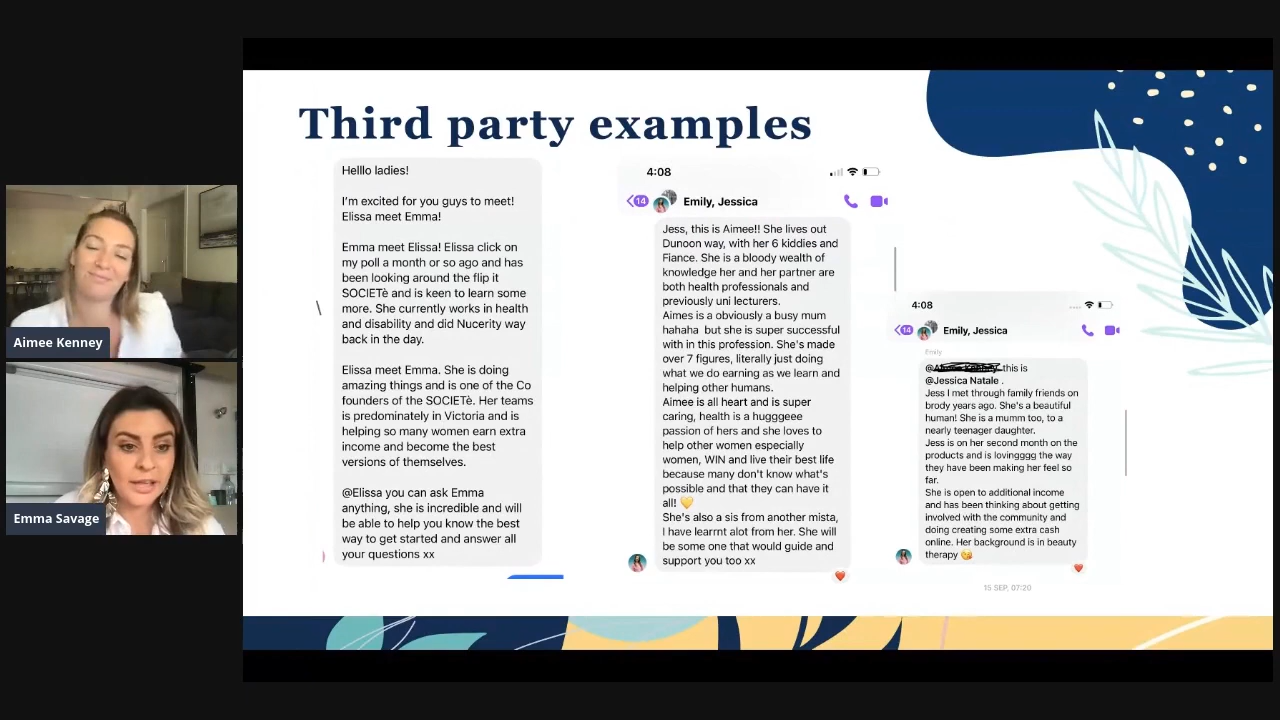 Third party examples
Helllo ladies!
I'm excited for you guys to meet!
Elissa meet Emma!
Emma meet Elissa! Elissa click on
my poll a month or so ago and has
been looking around the flip it
SOCIETè and is keen to learn some
more. She currently works in health
and disability and did Nucerity way
back in the day.
Elissa meet Emma. She is doing
amazing things and is one of the Co
founders of the SOCIETè. Her teams
is predominately in Victoria and is
helping so many women earn extra
income and become the best
versions of themselves.
@Elissa you can ask Emma
anything, she is incredible and will
be able to help you know the best
way to get started and answer all
your questions xx
4:08
14
Emily, Jessica
Jess, this is Aimee!! She lives out
Dunoon way, with her 6 kiddies and
Fiance. She is a bloody wealth of
knowledge her and her partner are
both health professionals and
previously uni lecturers.
Aimes is a obviously a busy mum
hahaha but she is super successful
with in this profession. She's made
over 7 figures, literally just doing
what we do earning as we learn and
helping other humans.
Aimee is all heart and is super
caring, health is a hugggeee
passion of hers and she loves to
help other women especially
women, WIN and live their best life
because many don't know what's
possible and that they can have it
all! 💛
She's also a sis from another mista,
I have learrnt alot from her. She will
be some one that would guide and
support you too xx
4:08
14
Emily, Jessica
Emily
this is
@Jessica Natale .
Jess I met through family friends on
brody years ago. She's a beautiful
human! She is a mumm too, to a
nearly teenager daughter.
Jess is on her second month on the
products and is lovingggg the way
they have been making her feel so
far.
She is open to additional income
and has been thinking about getting
involved with the community and
doing creating some extra cash
online. Her background is in beauty
therapy 😘
15 SEP, 07:20
Aimee Kenney
Emma Savage